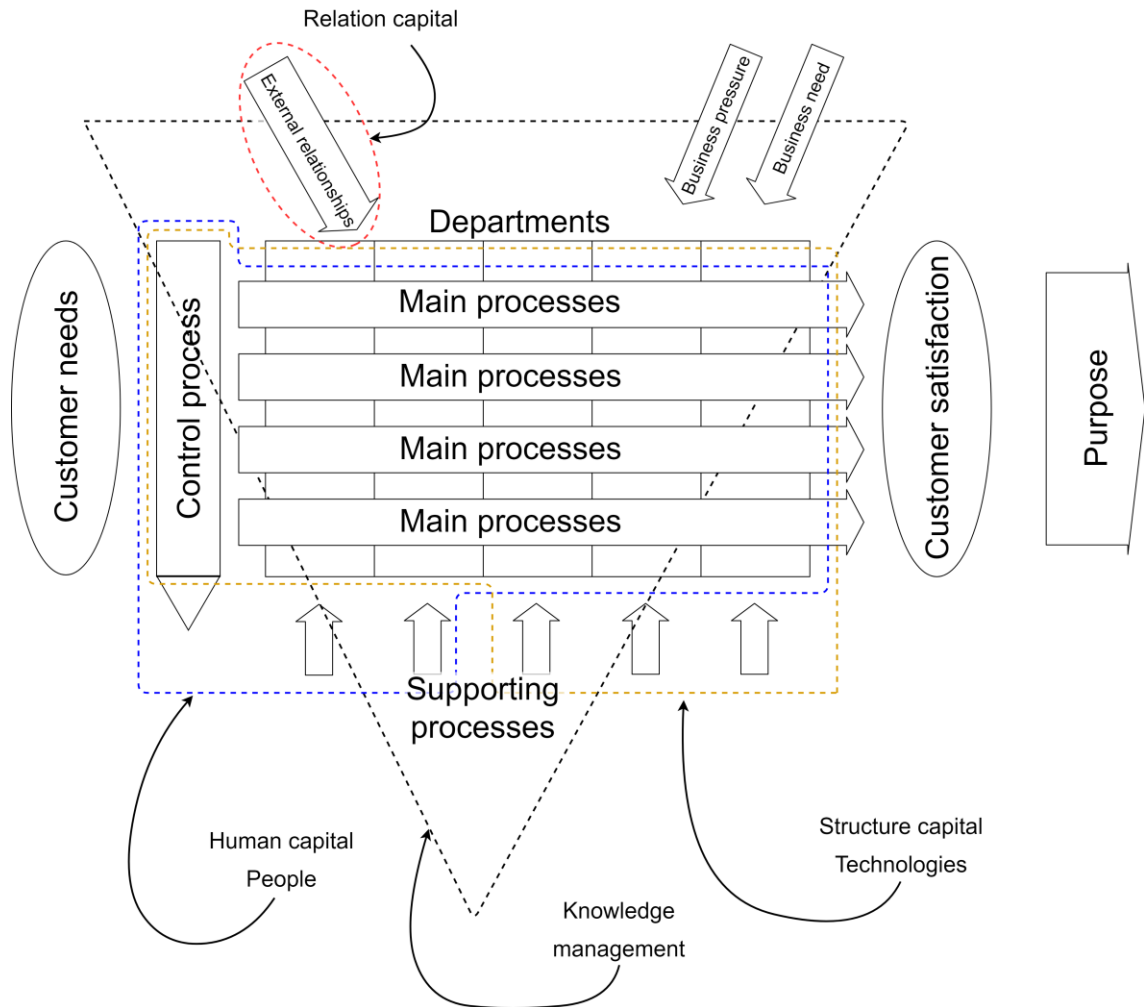 Relation capital
External relationships
Business pressure
Business need
Departments
Customer needs
Control process
Main processes
Main processes
Main processes
Main processes
Customer satisfaction
Purpose
Supporting
processes
Human capital
People
Knowledge
management
Structure capital
Technologies